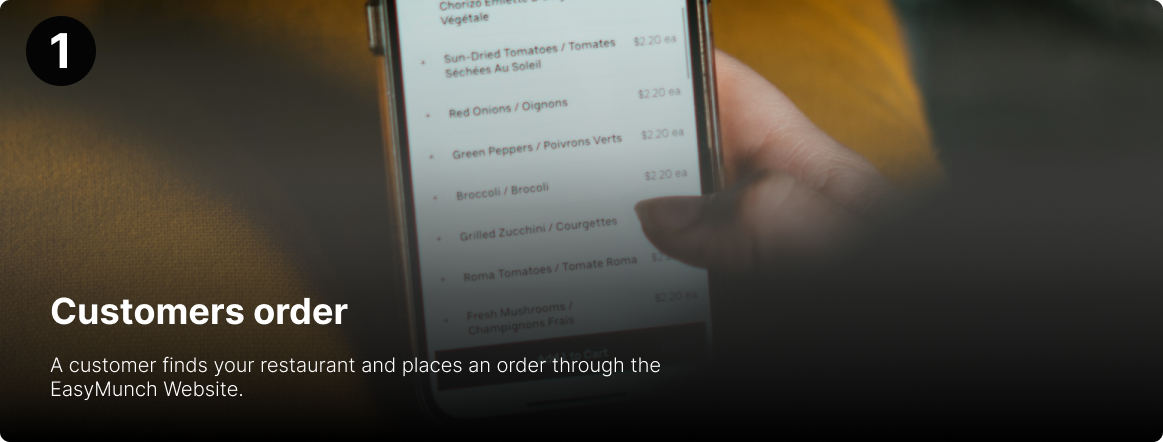 1
Chorizo
Végétale
+ Sun-Dried Tomatoes / Tomates $2.20 ea
Séchées Au Soleil
+ Red Onions / Oignons $2.20 ea
+ Green Peppers / Poivrons Verts $2.20 ea
+ Broccoli / Brocoli $2.20 ea
+ Grilled Zucchini / Courgettes
+ Roma Tomatoes / Tomate Roma
+ Fresh Mushrooms / $2.20 ea
Champignons Frais
Add to Cart
Customers order
A customer finds your restaurant and places an order through the
EasyMunch Website.